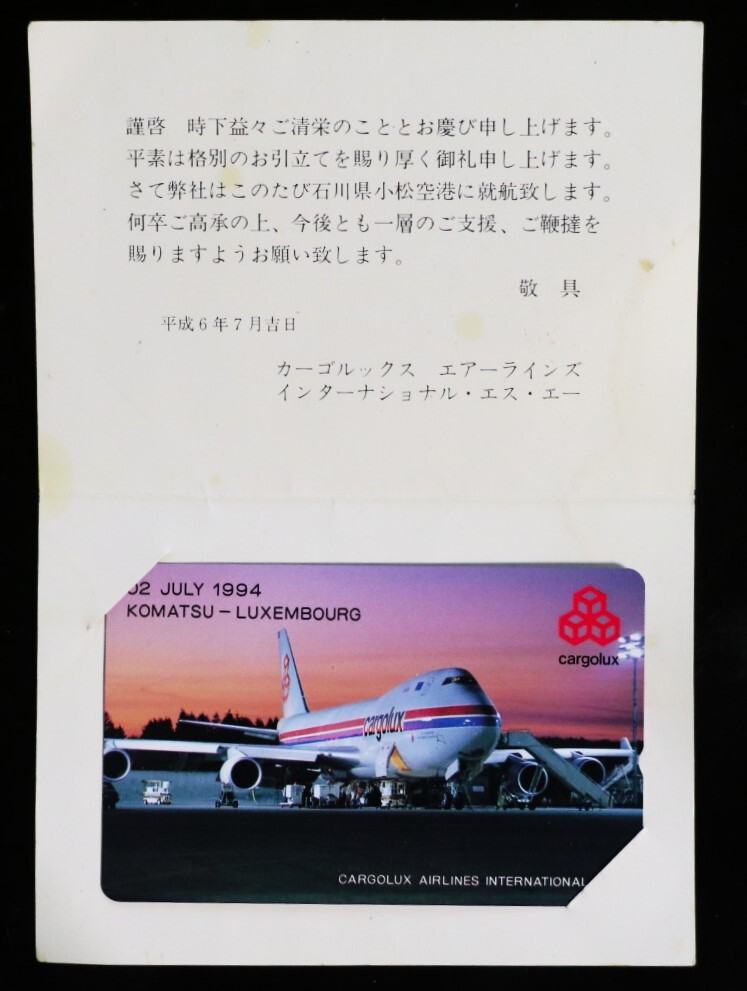 謹啓　時下益々ご清栄のこととお慶び申し上げます。
平素は格別のお引立てを賜り厚く御礼申し上げます。
さて弊社はこのたび石川県小松空港に就航致します。
何卒ご高承の上、今後とも一層のご支援、ご鞭撻を
賜りますようお願い致します。
敬　具
平成６年７月吉日
カーゴルックス　エアーラインズ
インターナショナル・エス・エー
02 JULY 1994
KOMATSU – LUXEMBOURG
cargolux
cargolux
CARGOLUX AIRLINES INTERNATIONAL